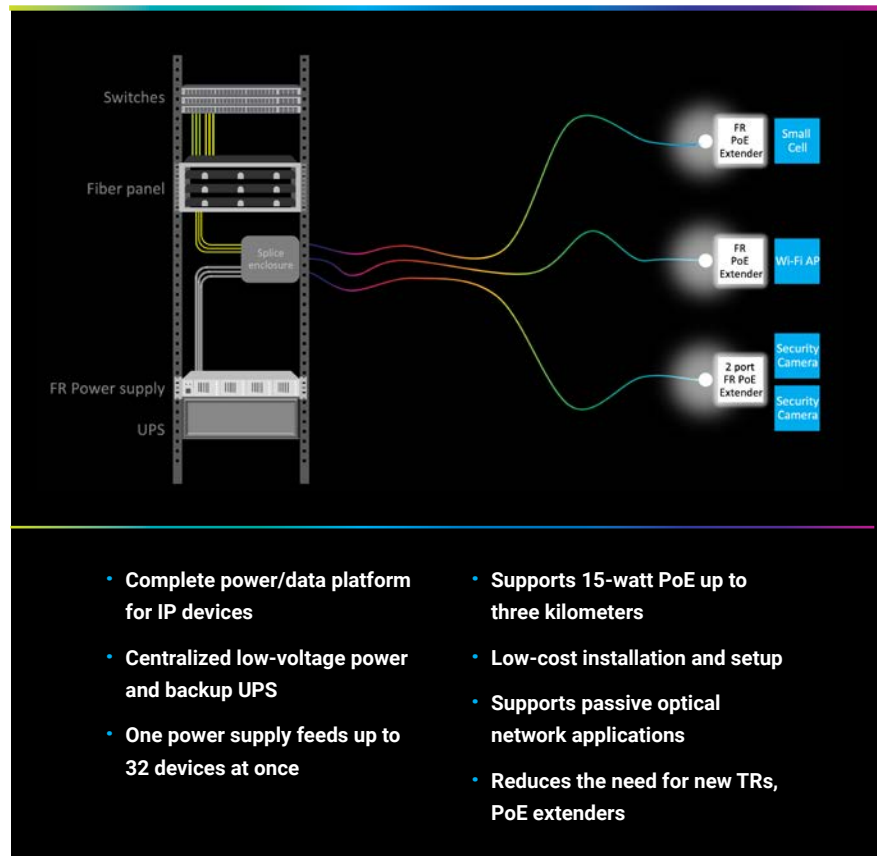 Switches
Fiber panel
Splice
enclosure
FR Power supply
UPS
FR
PoE
Extender
Small
Cell
FR
PoE
Extender
Wi-Fi AP
2 port
FR PoE
Extender
Security
Camera
Security
Camera
• Complete power/data platform
for IP devices
• Centralized low-voltage power
and backup UPS
• One power supply feeds up to
32 devices at once
• Supports 15-watt PoE up to
three kilometers
• Low-cost installation and setup
• Supports passive optical
network applications
• Reduces the need for new TRs,
PoE extenders